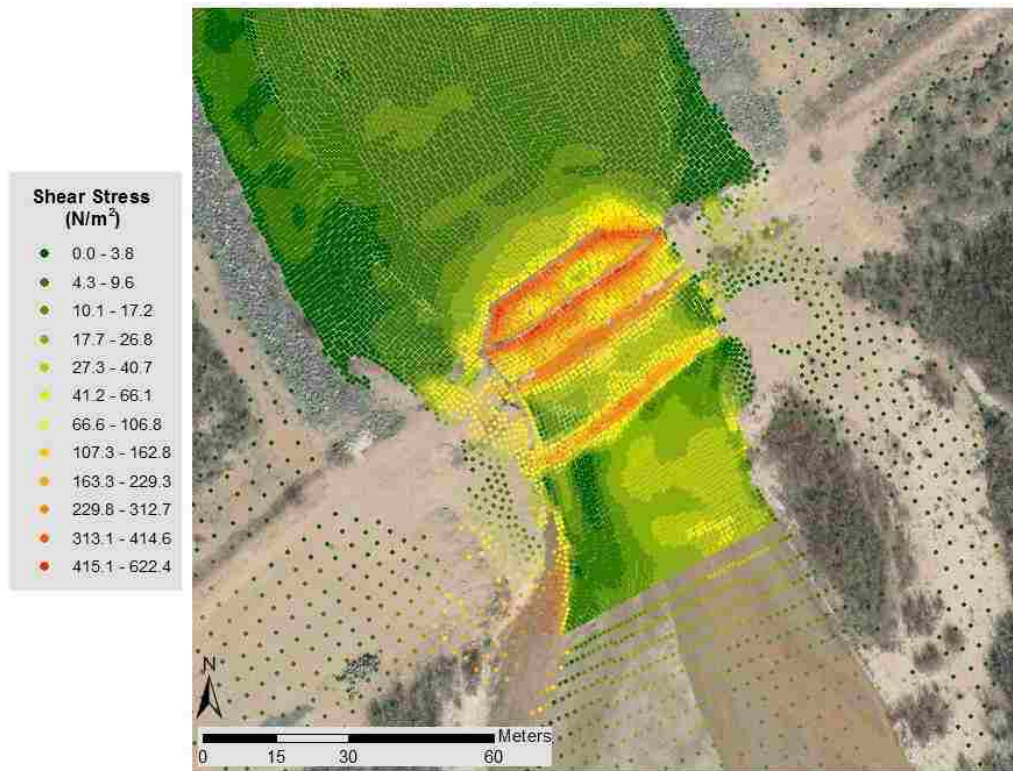 Shear Stress
(N/m²)
0.0 - 3.8
4.3 - 9.6
10.1 - 17.2
17.7 - 26.8
27.3 - 40.7
41.2 - 66.1
66.6 - 106.8
107.3 - 162.8
163.3 - 229.3
229.8 - 312.7
313.1 - 414.6
415.1 - 622.4
N
Meters
0 15 30 60